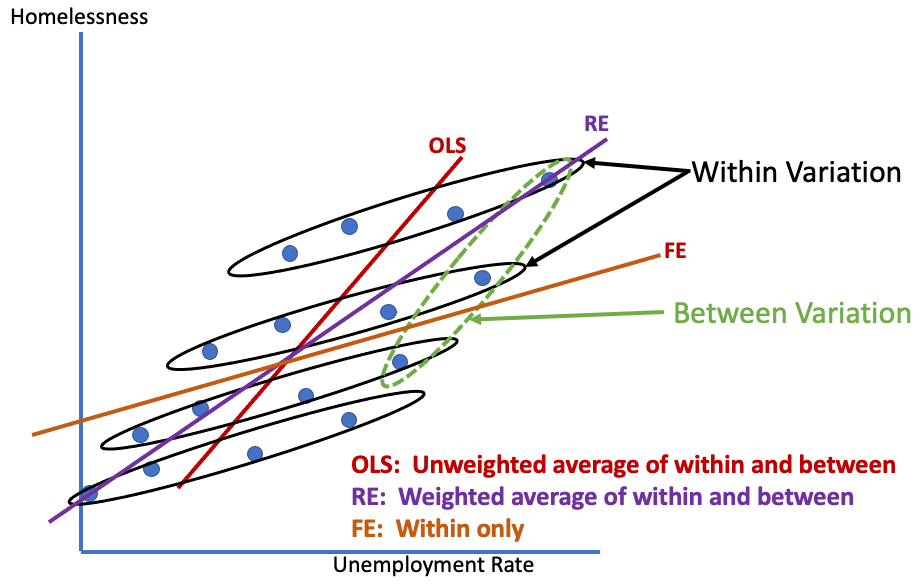 Homelessness
RE
OLS
Within Variation
FE
Between Variation
OLS: Unweighted average of within and between
RE: Weighted average of within and between
FE: Within only
Unemployment Rate